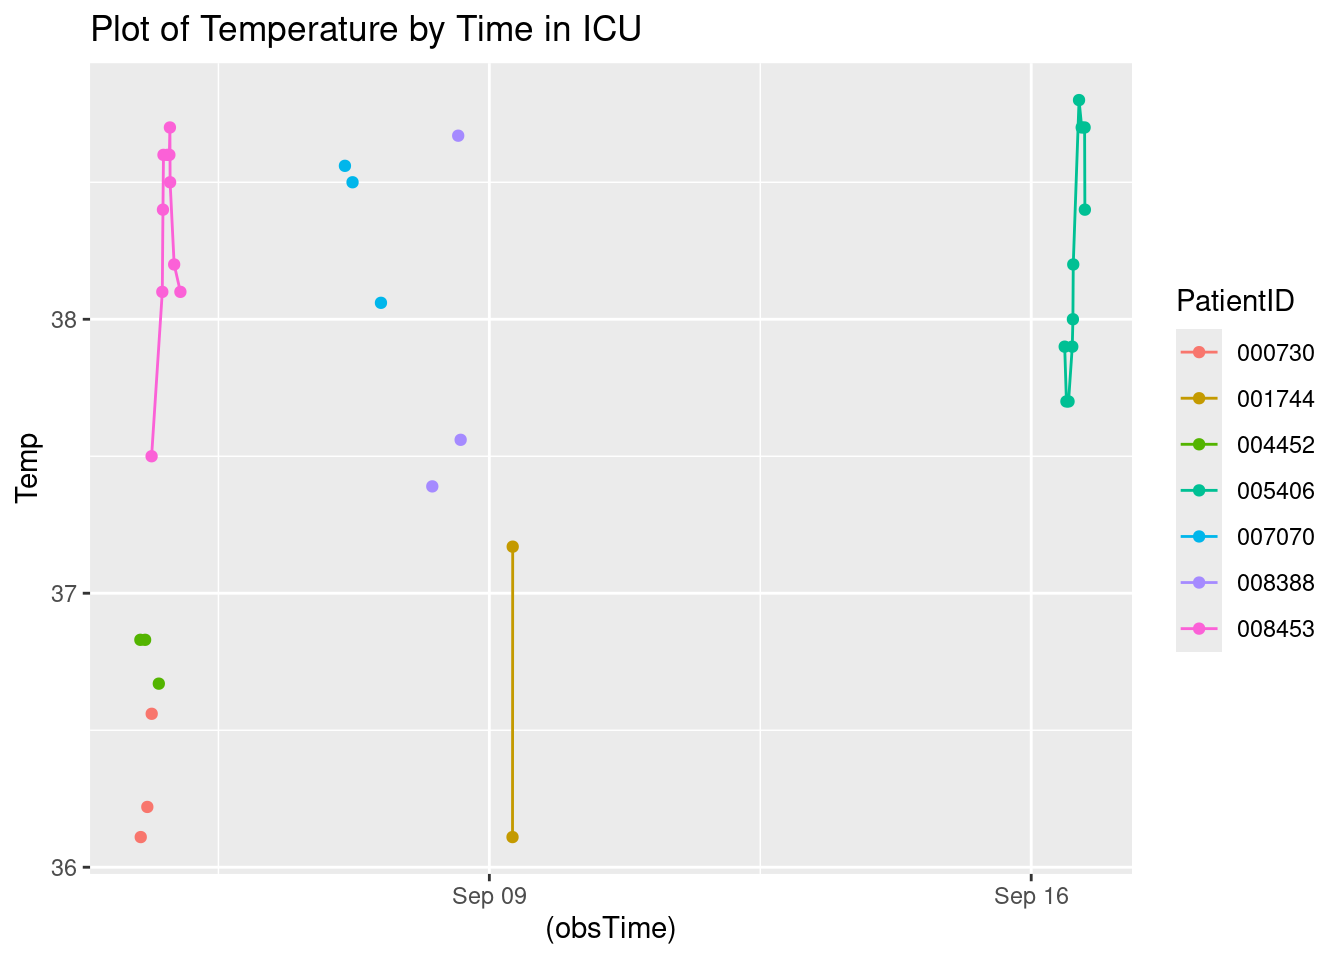 Plot of Temperature by Time in ICU
Temp
38
37
36
Sep 09
Sep 16
(obsTime)
PatientID
000730
001744
004452
005406
007070
008388
008453